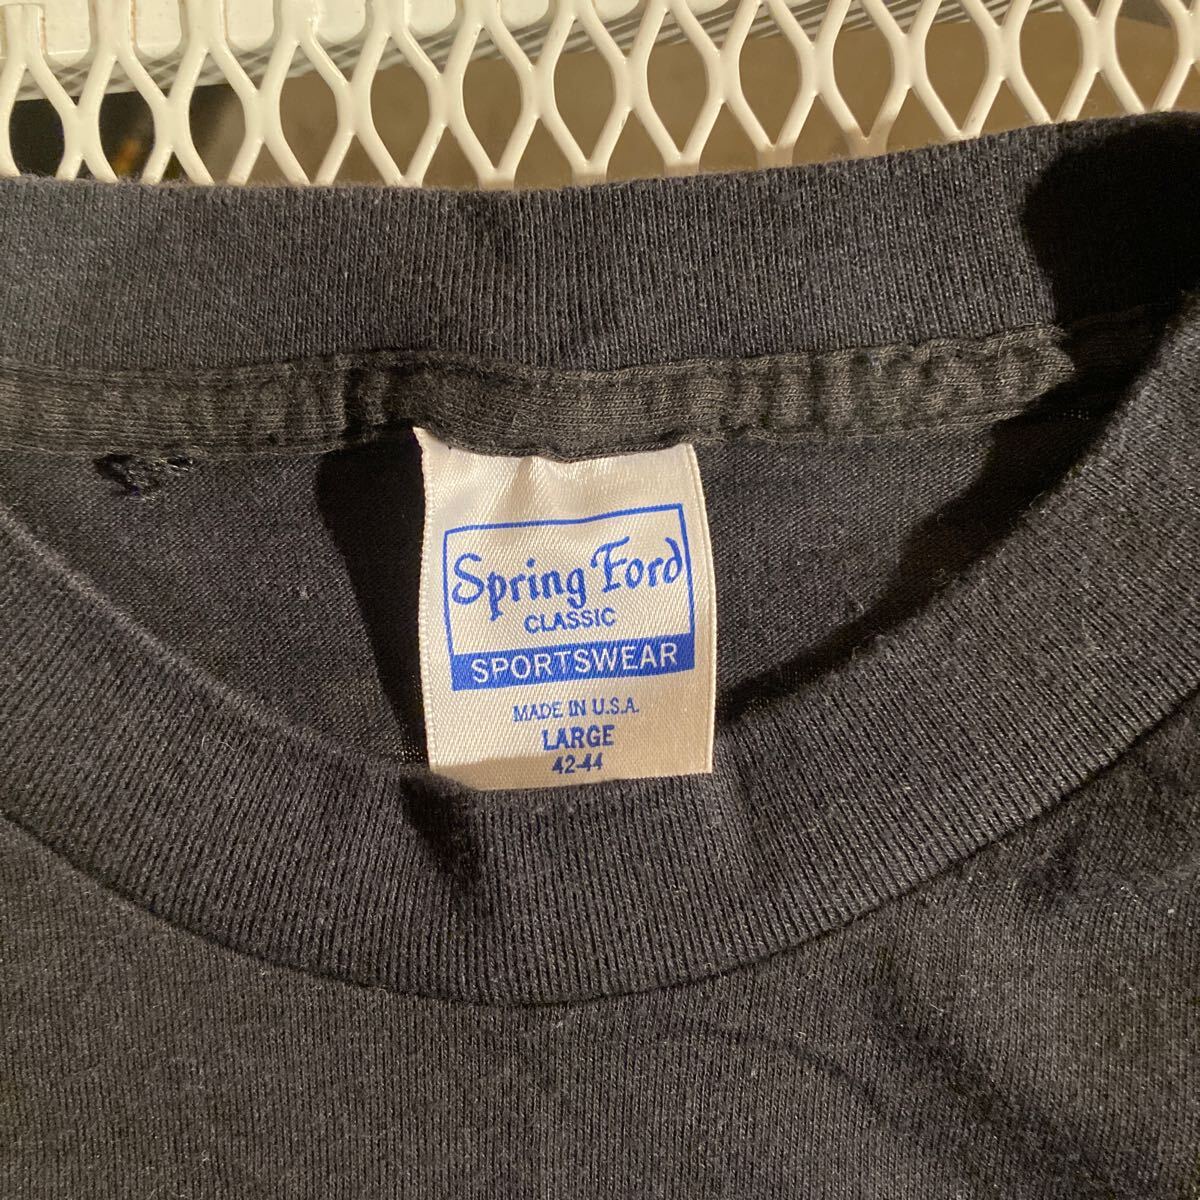 Spring Ford
CLASSIC
SPORTSWEAR
MADE IN U.S.A.
LARGE
42-44